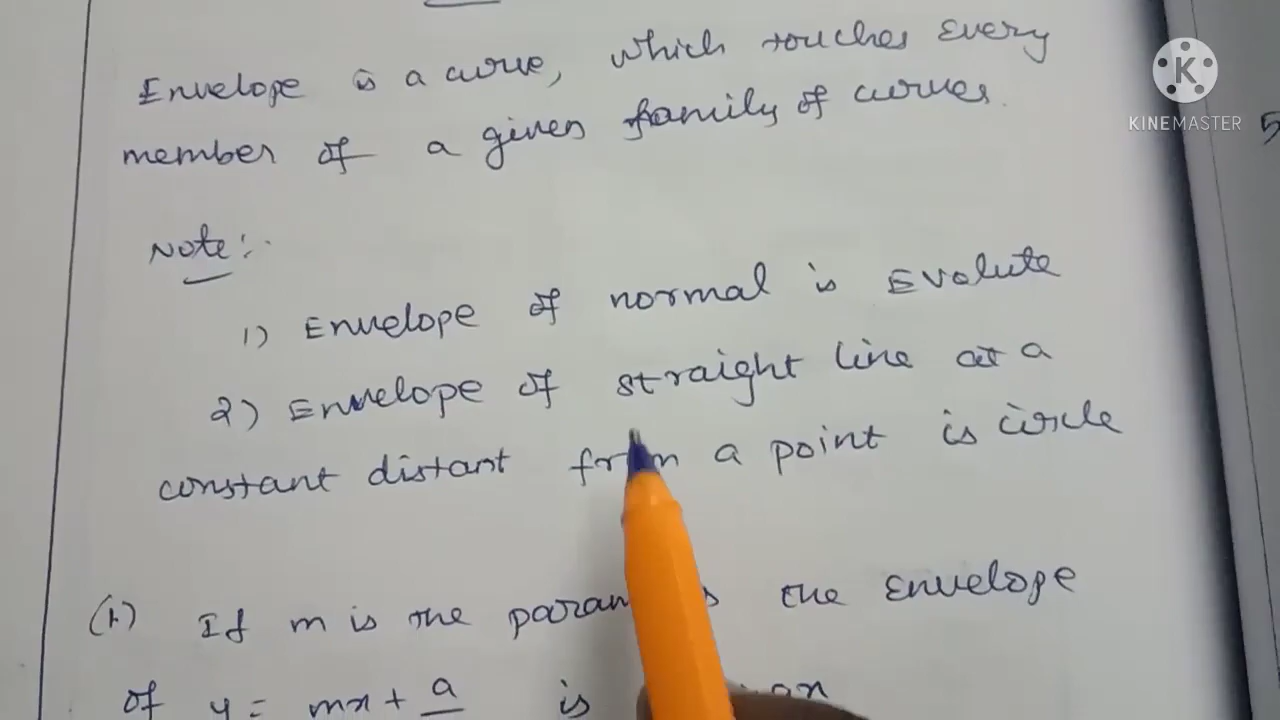 Envelope is a curve, which touches every
member of a given family of curves.
Note:
1) Envelope of normal is Evolute
2) Envelope of straight line at a
constant distant from a point is circle
(1) If m is the the Envelope
of y = mx + a is
K
KINEMASTER
5